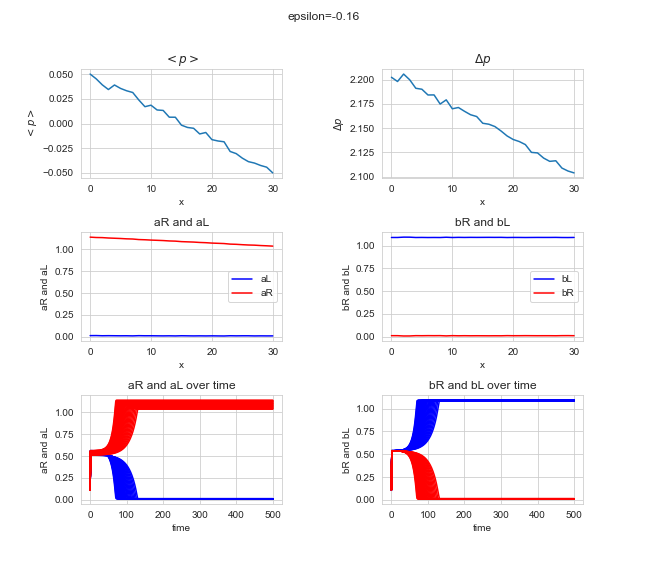 epsilon=-0.16
< p >
0.050
0.025
0.000
−0.025
−0.050
< p >
0
10
20
30
x
Δp
2.200
2.175
2.150
2.125
2.100
Δp
0
10
20
30
x
aR and aL
1.00
0.75
0.50
0.25
0.00
aR and aL
aL
aR
0
10
20
30
x
bR and bL
1.00
0.75
0.50
0.25
0.00
bR and bL
bL
bR
0
10
20
30
x
aR and aL over time
1.00
0.75
0.50
0.25
0.00
aR and aL
0
100
200
300
400
500
time
bR and bL over time
1.00
0.75
0.50
0.25
0.00
bR and bL
0
100
200
300
400
500
time